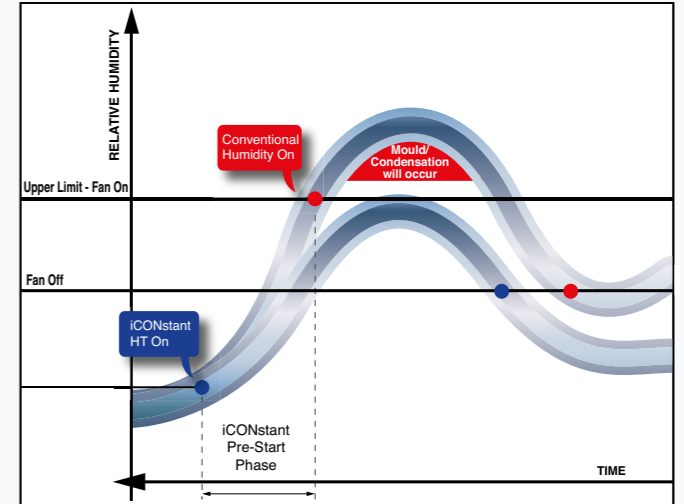 RELATIVE HUMIDITY
Conventional
Humidity On
Mould/
Condensation
will occur
Upper Limit - Fan On
Fan Off
iCONstant
HT On
iCONstant
Pre-Start
Phase
TIME